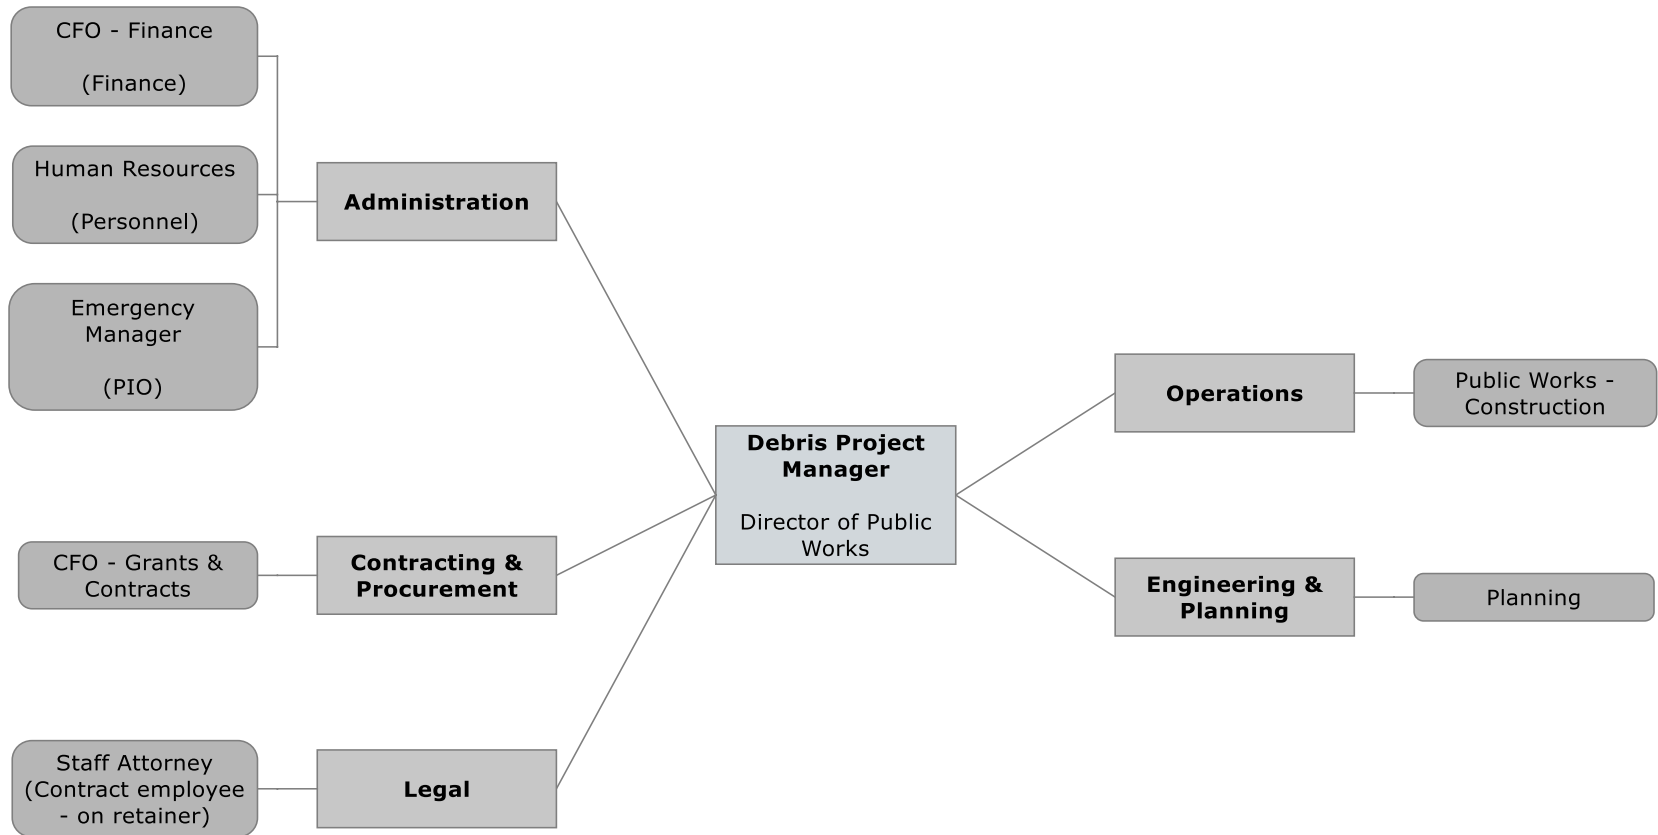 CFO - Finance
(Finance)
Human Resources
(Personnel)
Emergency
Manager
(PIO)
Administration
CFO - Grants &
Contracts
Contracting &
Procurement
Staff Attorney
(Contract employee
- on retainer)
Legal
Debris Project
Manager
Director of Public
Works
Operations
Public Works -
Construction
Engineering &
Planning
Planning